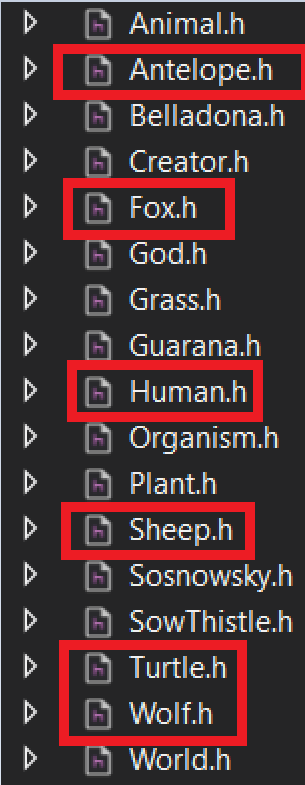 Animal.h
Antelope.h
Belladona.h
Creator.h
Fox.h
God.h
Grass.h
Guarana.h
Human.h
Organism.h
Plant.h
Sheep.h
Sosnowsky.h
SowThistle.h
Turtle.h
Wolf.h
World.h